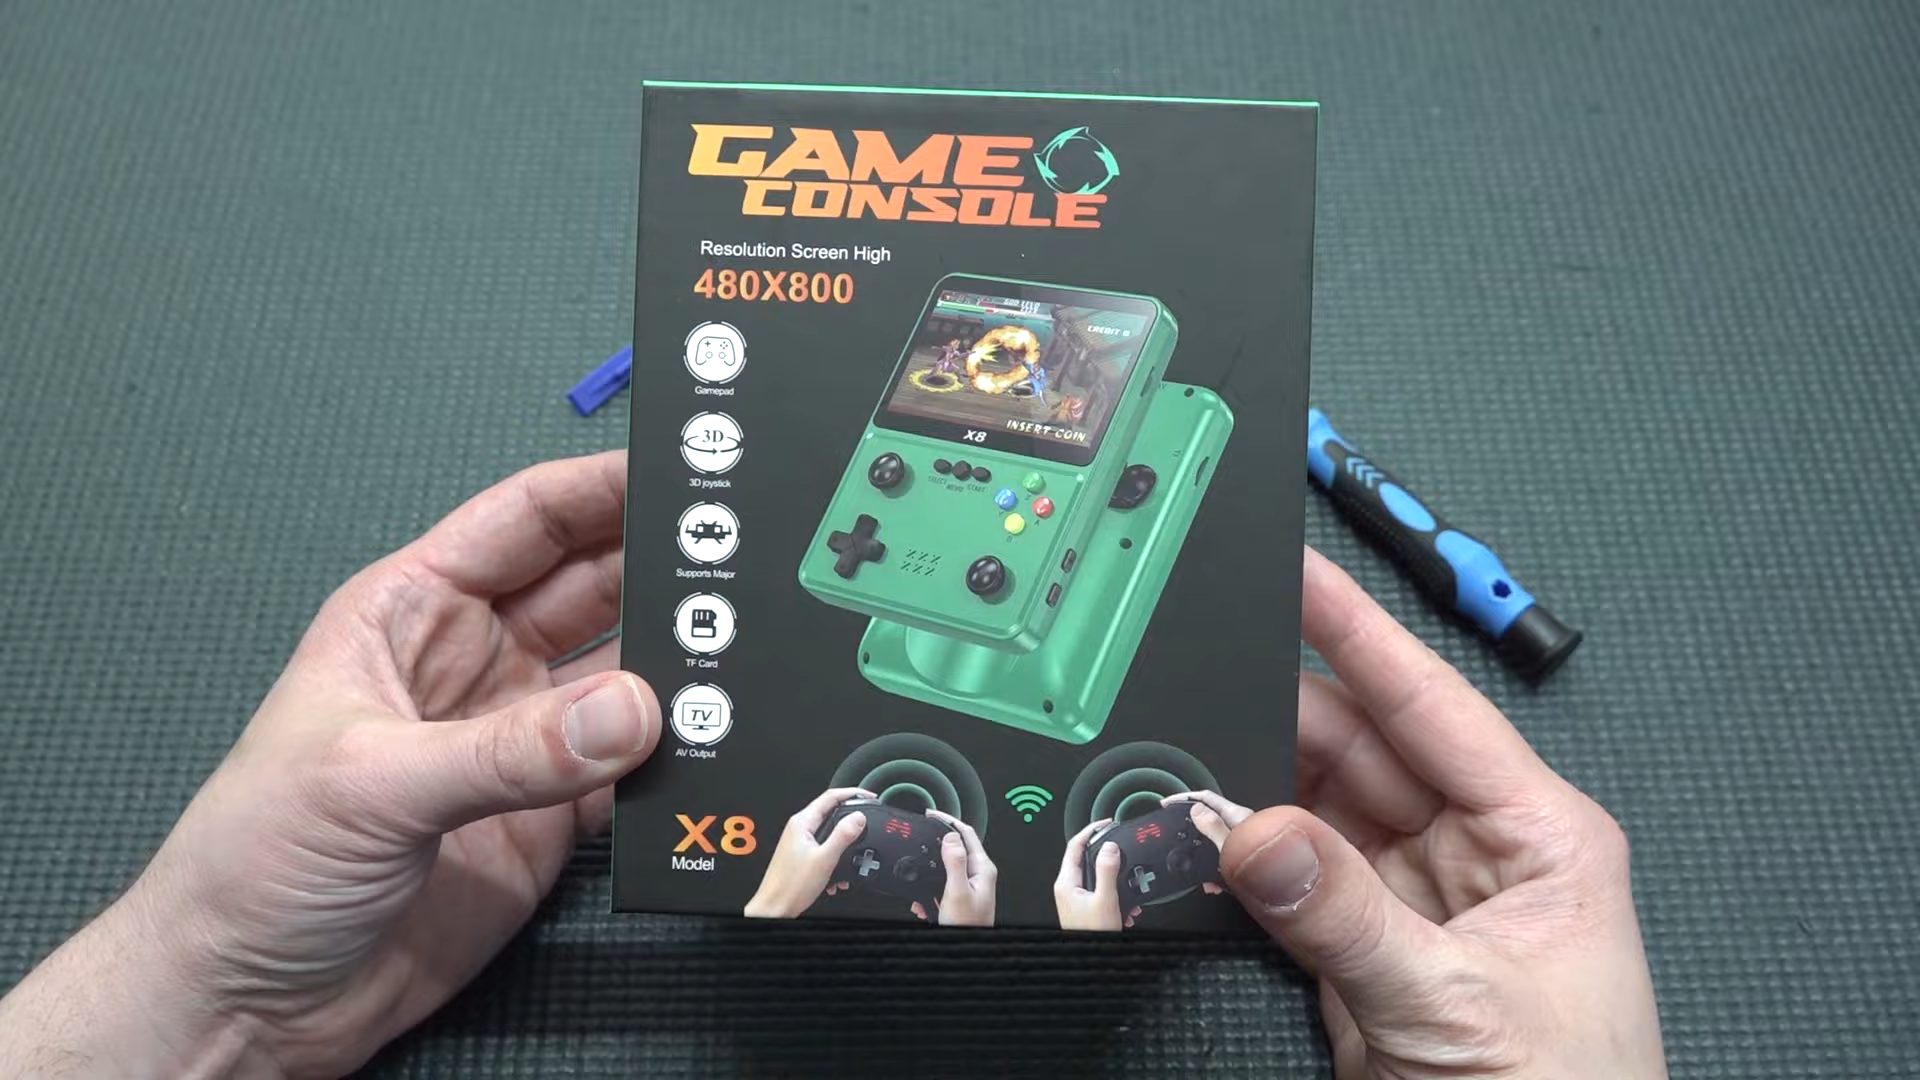 GAME
CONSOLE
Resolution Screen High
480X800
Gamepad
3D
3D joystick
Supports Major
TF Card
TV
AV Output
X8
Model
CREDIT 0
INSERT COIN
X8
SELECT
MENU
START